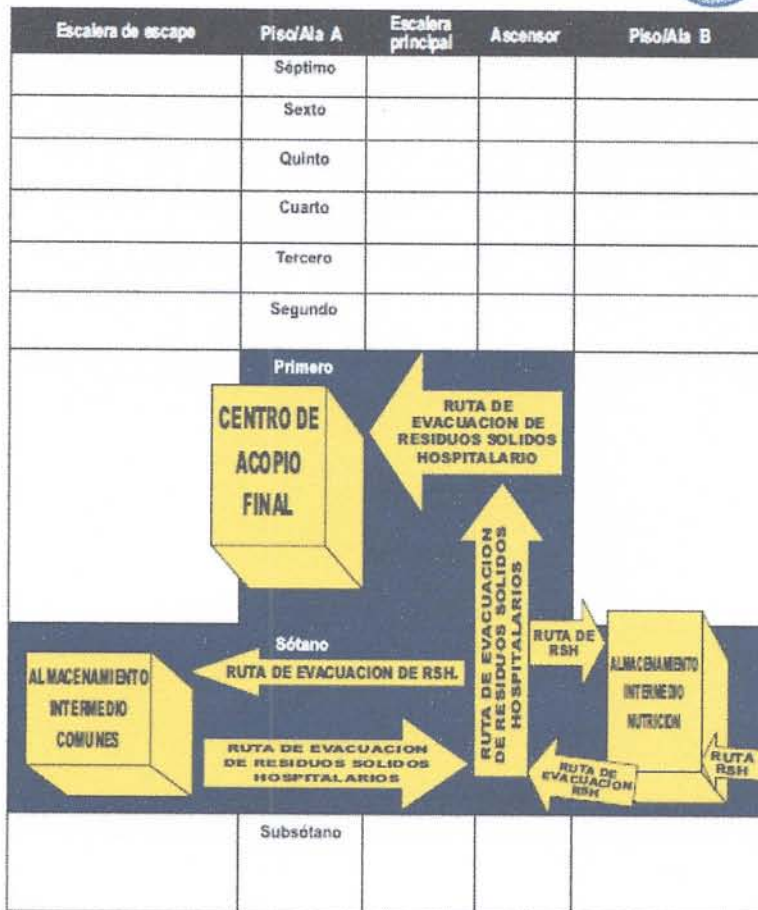 Escalera de escape
Piso/Ala A
Escalera
principal
Ascensor
Piso/Ala B
Séptimo
Sexto
Quinto
Cuarto
Tercero
Segundo
Primero
CENTRO DE
ACOPIO
FINAL
RUTA DE
EVACUACION DE
RESIDUOS SOLIDOS
HOSPITALARIO
RUTA DE EVACUACION
DE RESIDUOS SOLIDOS
HOSPITALARIOS
Sótano
ALMACENAMIENTO
INTERMEDIO
COMUNES
RUTA DE EVACUACION DE RSH.
RUTA DE EVACUACION
DE RESIDUOS SOLIDOS
HOSPITALARIOS
RUTA DE
RSH
ALMACENAMIENTO
INTERMEDIO
NUTRICION
RUTA DE
EVACUACION
RSH
RUTA
RSH
Subsótano